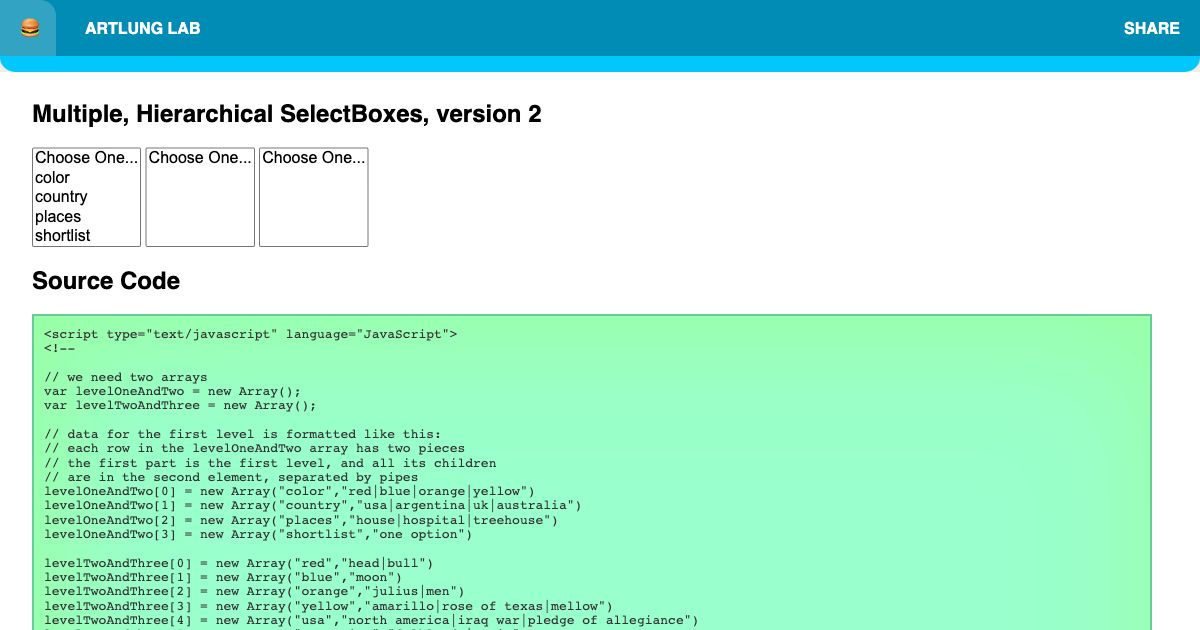 ARTLUNG LAB
SHARE
Multiple, Hierarchical SelectBoxes, version 2
Choose One... Choose One... Choose One...
color
country
places
shortlist
Source Code
<script type="text/javascript" language="JavaScript">
<!--
// we need two arrays
var levelOneAndTwo = new Array();
var levelTwoAndThree = new Array();
// data for the first level is formatted like this:
// each row in the levelOneAndTwo array has two pieces
// the first part is the first level, and all its children
// are in the second element, separated by pipes
levelOneAndTwo[0] = new Array("color","red|blue|orange|yellow")
levelOneAndTwo[1] = new Array("country","usa|argentina|uk|australia")
levelOneAndTwo[2] = new Array("places","house|hospital|treehouse")
levelOneAndTwo[3] = new Array("shortlist","one option")
levelTwoAndThree[0] = new Array("red","head|bull")
levelTwoAndThree[1] = new Array("blue","moon")
levelTwoAndThree[2] = new Array("orange","julius|men")
levelTwoAndThree[3] = new Array("yellow","amarillo|rose of texas|mellow")
levelTwoAndThree[4] = new Array("usa","north america|iraq war|pledge of allegiance")